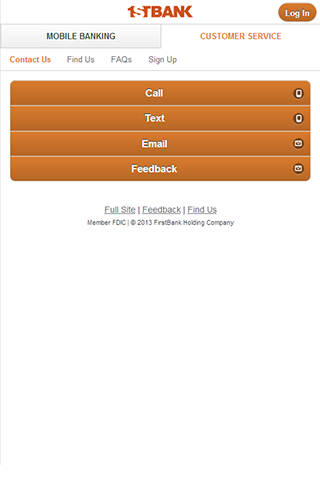 1STBANK
Log In
MOBILE BANKING
CUSTOMER SERVICE
Contact Us Find Us FAQs Sign Up
Call
Text
Email
Feedback
Full Site | Feedback | Find Us
Member FDIC | © 2013 FirstBank Holding Company